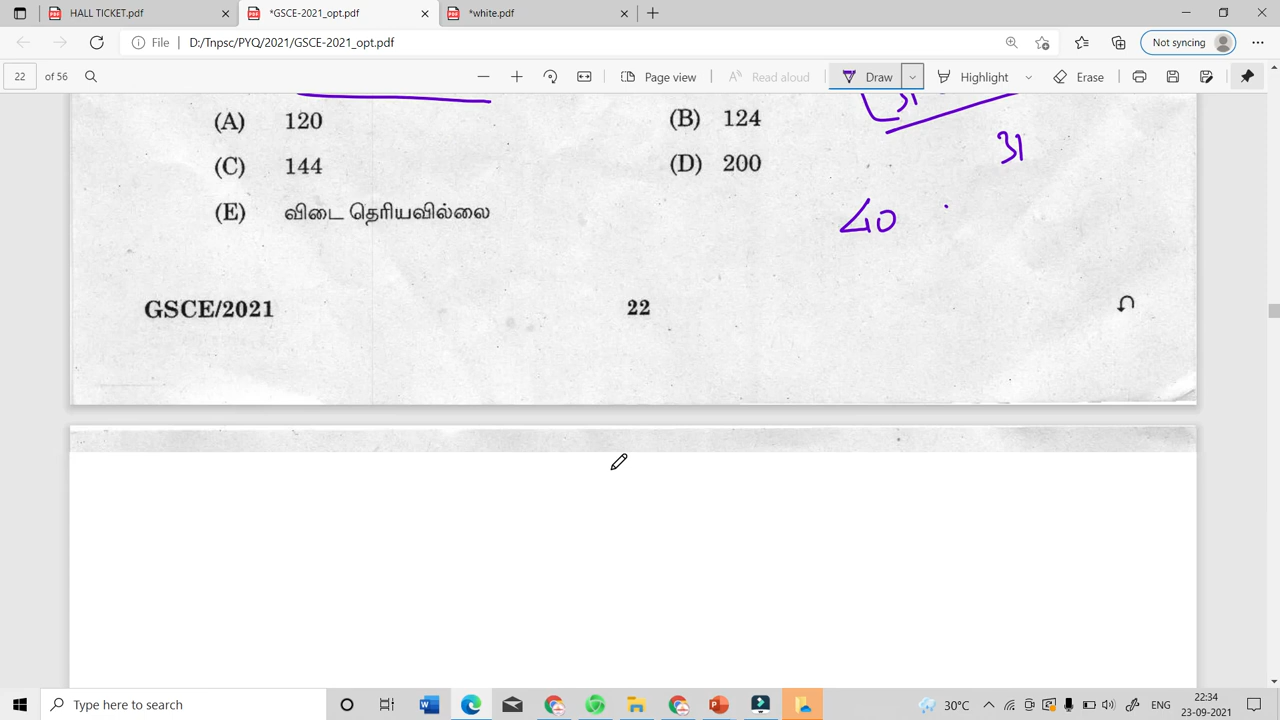 HALL TICKET.pdf
*GSCE-2021_opt.pdf
*white.pdf
File
D:/Tnpsc/PYQ/2021/GSCE-2021_opt.pdf
Not syncing
22 of 56
Page view
Read aloud
Draw
Highlight
Erase
31
(A) 120 (B) 124
31
(C) 144 (D) 200
(E) விடை தெரியவில்லை
GSCE/2021 22
Type here to search
30°C
ENG
22:34
23-09-2021